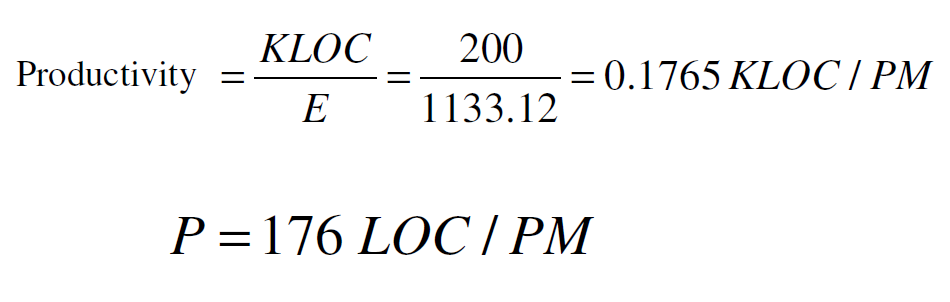 Productivity = KLOC / E = 200 / 1133.12 = 0.1765 KLOC / PM
P = 176 LOC / PM